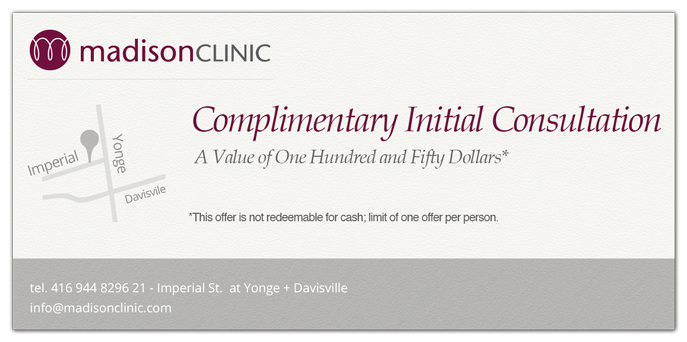 madisonCLINIC
Complimentary Initial Consultation
A Value of One Hundred and Fifty Dollars*
Imperial
Yonge
Davisvile
*This offer is not redeemable for cash; limit of one offer per person.
tel. 416 944 8296 21 - Imperial St. at Yonge + Davisville
info@madisonclinic.com